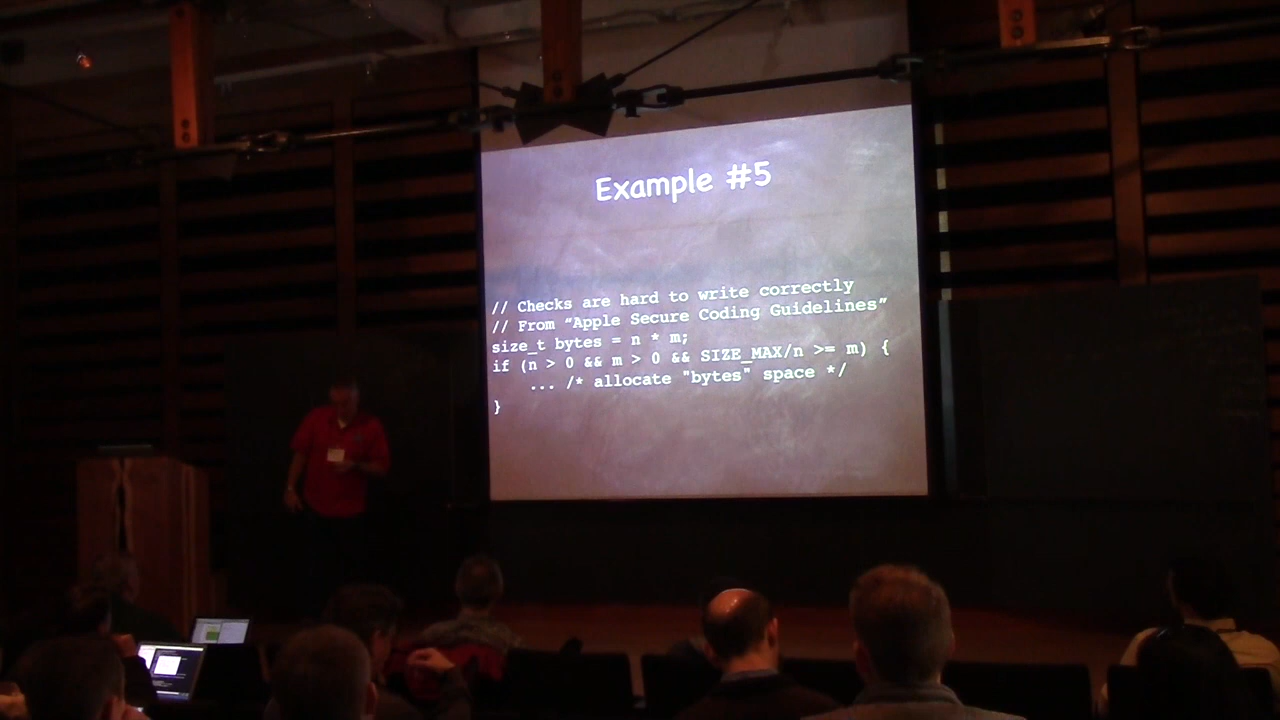 Example #5
// Checks are hard to write correctly
// From “Apple Secure Coding Guidelines”
size_t bytes = n * m;
if (n > 0 && m > 0 && SIZE_MAX/n >= m) {
... /* allocate "bytes" space */
}